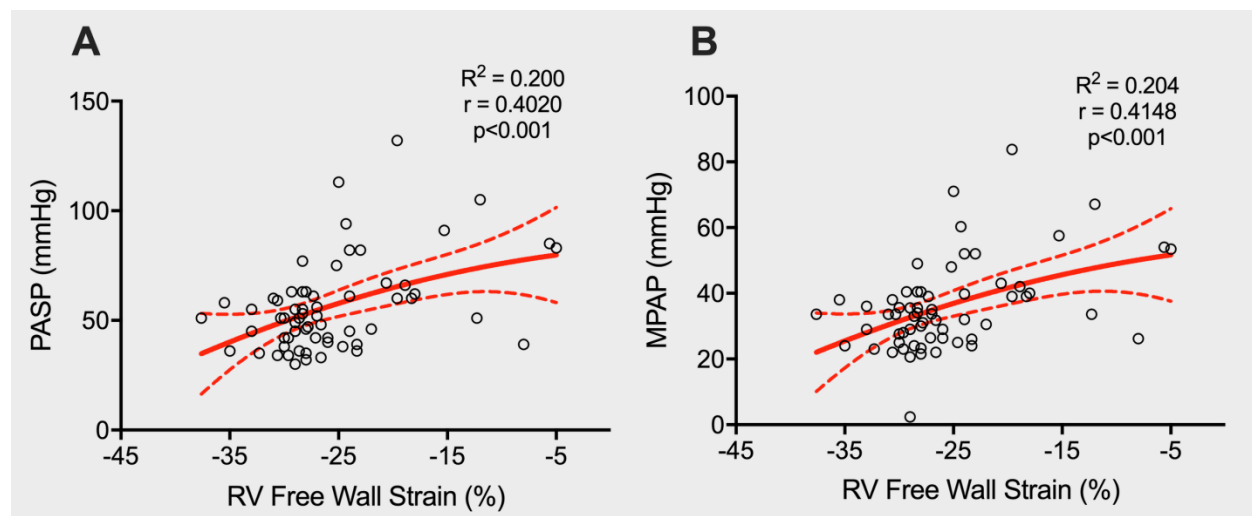 A
R² = 0.200
r = 0.4020
p<0.001
150
100
50
0
PASP (mmHg)
-45
-35
-25
-15
-5
RV Free Wall Strain (%)
B
R² = 0.204
r = 0.4148
p<0.001
100
80
60
40
20
0
MPAP (mmHg)
-45
-35
-25
-15
-5
RV Free Wall Strain (%)